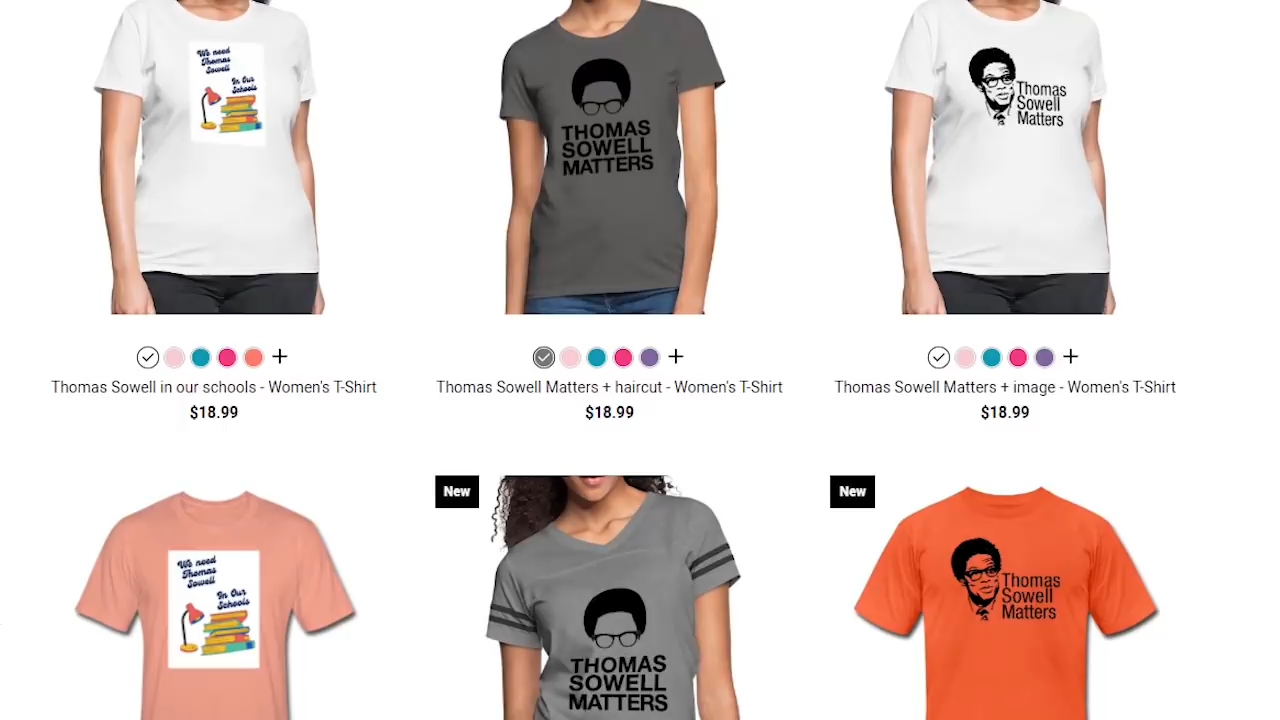 We need
Thomas
Sowell
In Our
Schools
THOMAS
SOWELL
MATTERS
Thomas
Sowell
Matters
Thomas Sowell in our schools - Women's T-Shirt
$18.99
Thomas Sowell Matters + haircut - Women's T-Shirt
$18.99
Thomas Sowell Matters + image - Women's T-Shirt
$18.99
We need
Thomas
Sowell
In Our
Schools
New
THOMAS
SOWELL
MATTERS
New
Thomas
Sowell
Matters